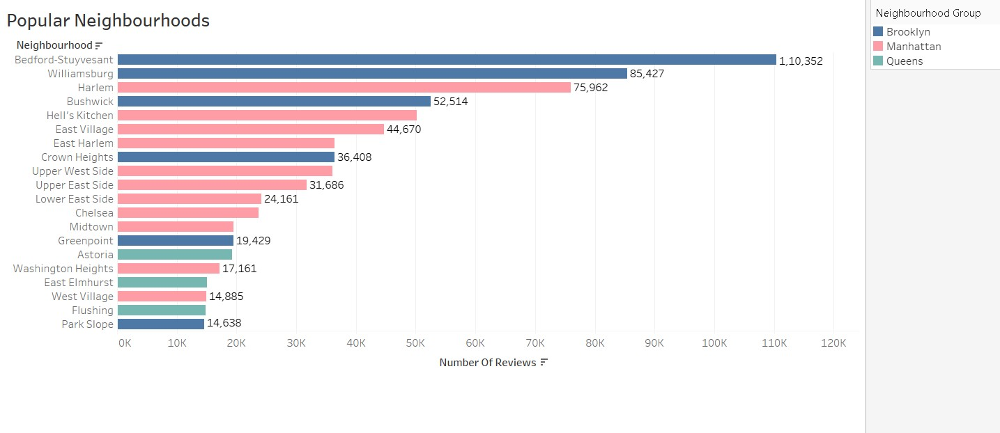 Popular Neighbourhoods
Neighbourhood
Bedford-Stuyvesant 1,10,352
Williamsburg 85,427
Harlem 75,962
Bushwick 52,514
Hell's Kitchen
East Village 44,670
East Harlem
Crown Heights 36,408
Upper West Side
Upper East Side 31,686
Lower East Side 24,161
Chelsea
Midtown
Greenpoint 19,429
Astoria
Washington Heights 17,161
East Elmhurst
West Village 14,885
Flushing
Park Slope 14,638
0K 10K 20K 30K 40K 50K 60K 70K 80K 90K 100K 110K 120K
Number Of Reviews
Neighbourhood Group
Brooklyn
Manhattan
Queens